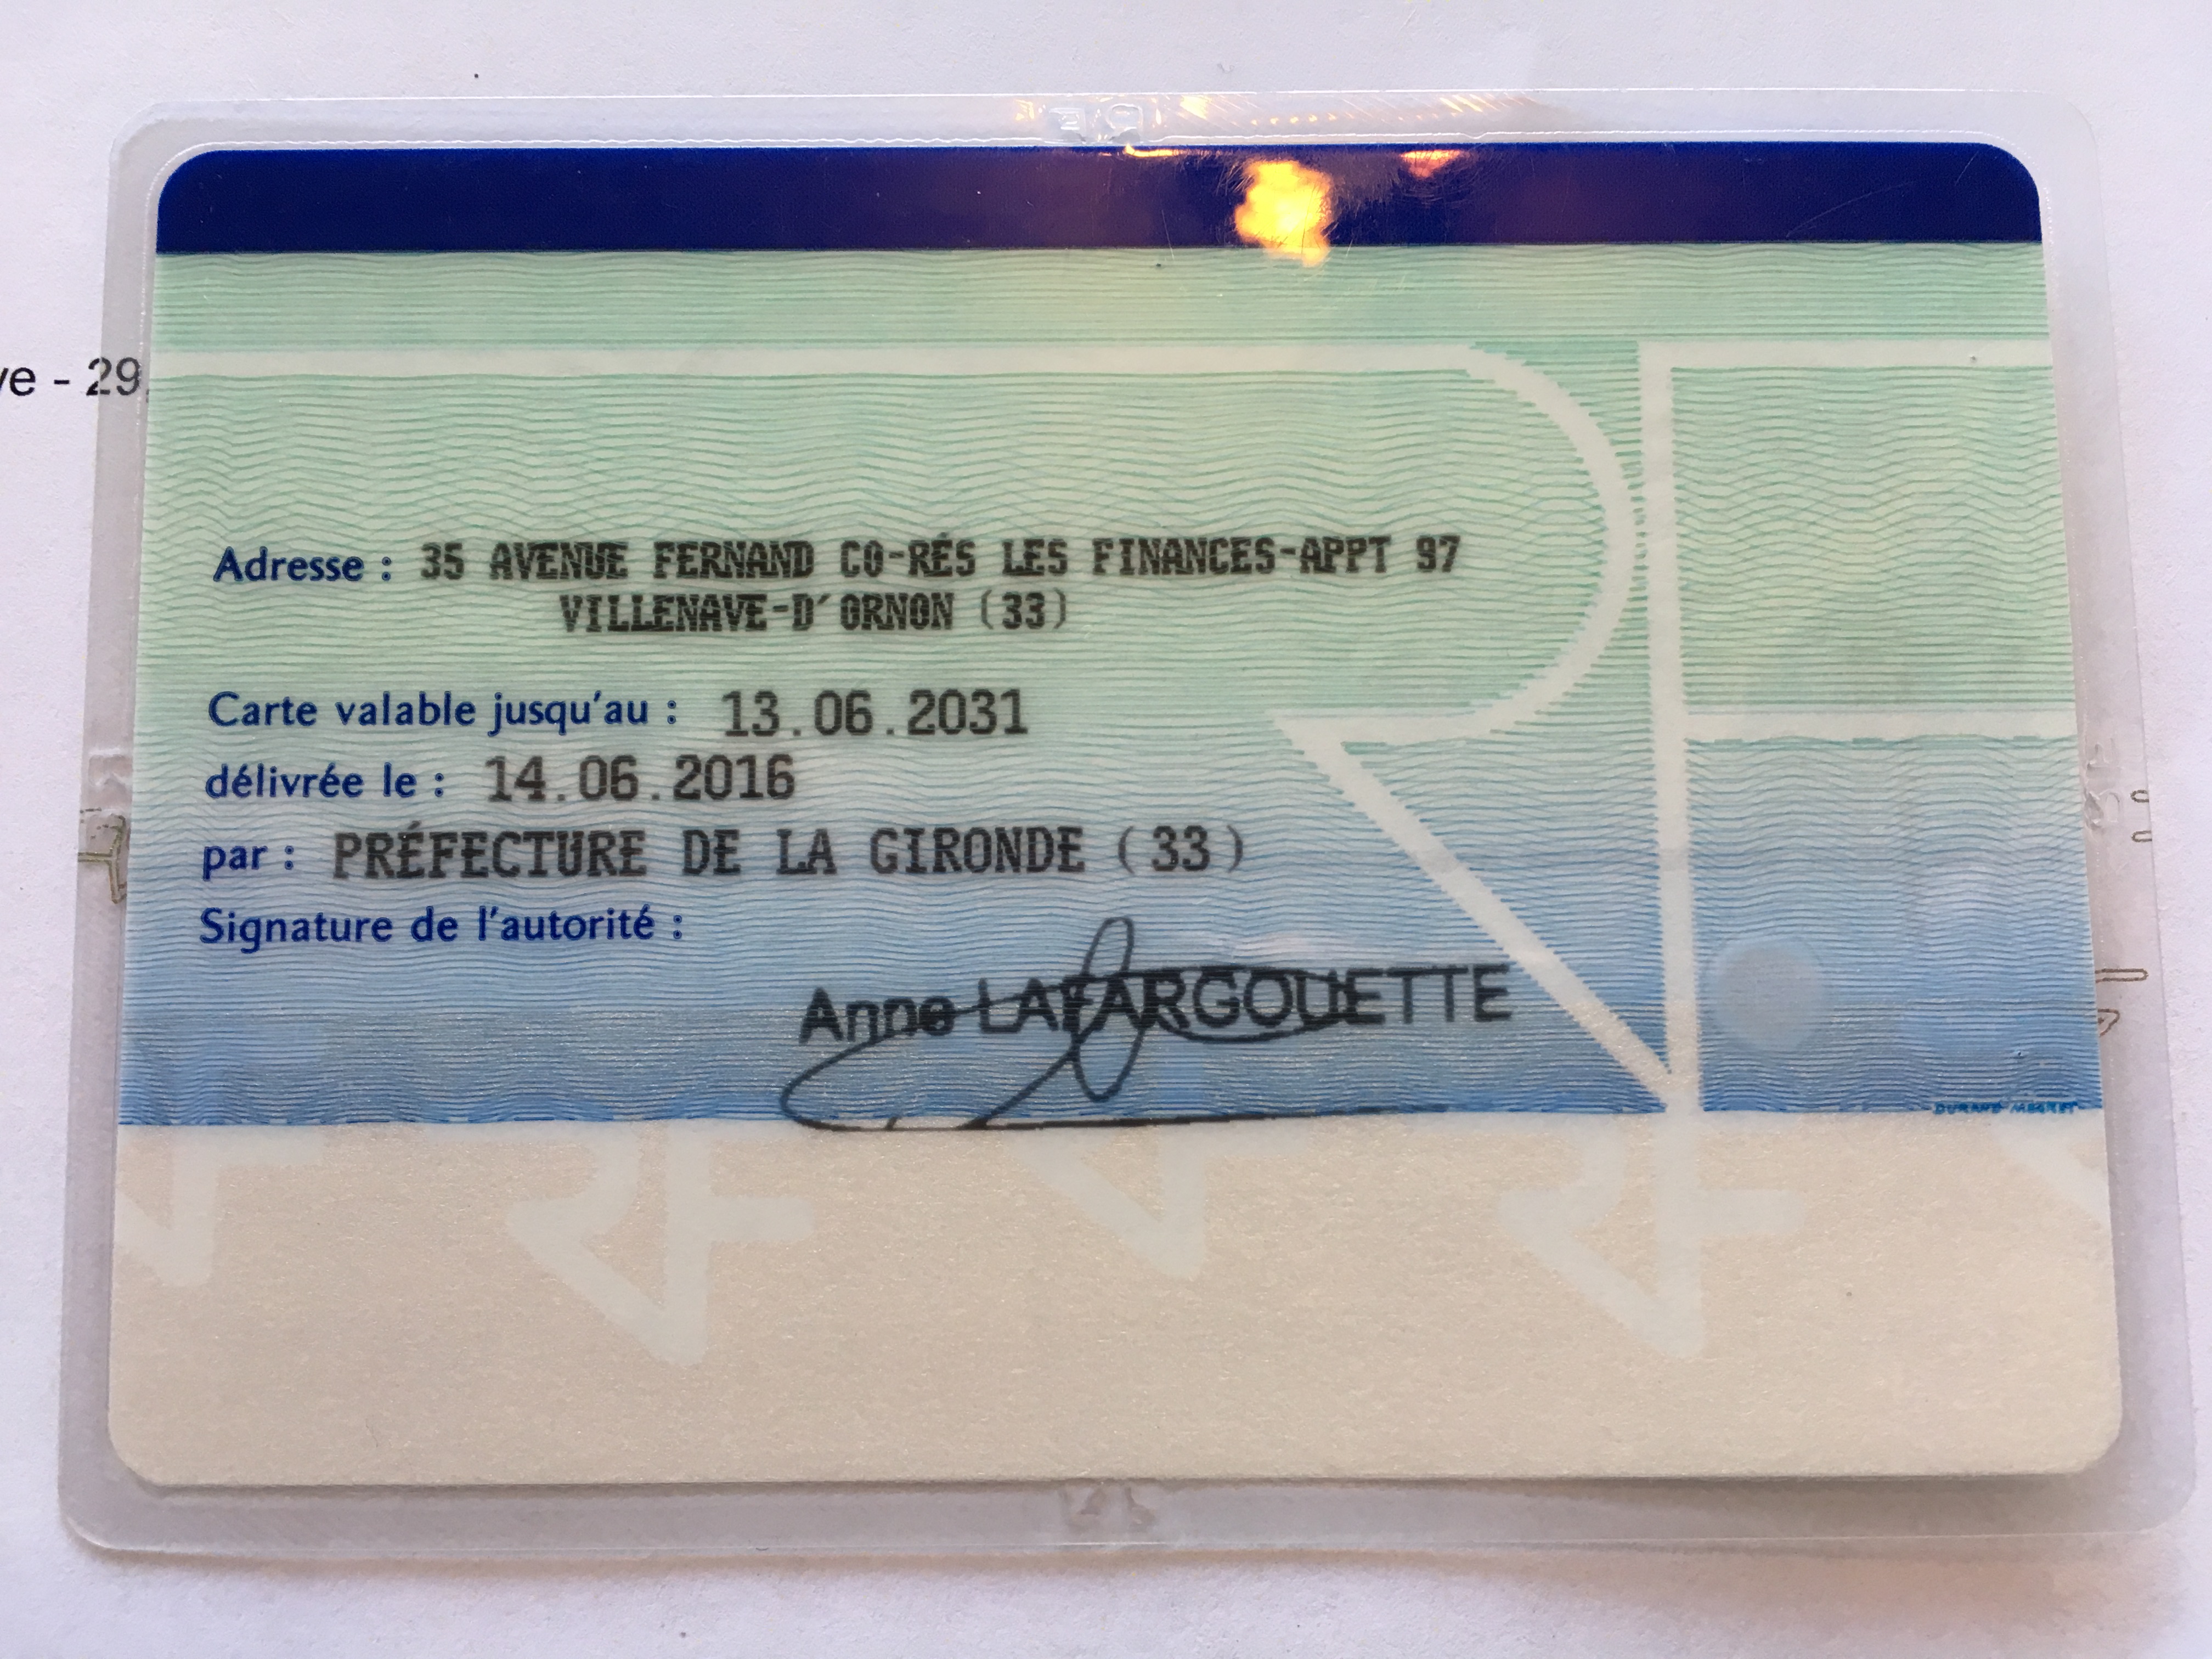 ve - 29
Adresse : 35 AVENUE FERNAND CO-RÉS LES FINANCES-APPT 97
VILLENAVE-D'ORNON (33)
Carte valable jusqu'au : 13.06.2031
délivrée le : 14.06.2016
par : PRÉFECTURE DE LA GIRONDE (33)
Signature de l'autorité :
Anne LAFARGOUETTE
RF